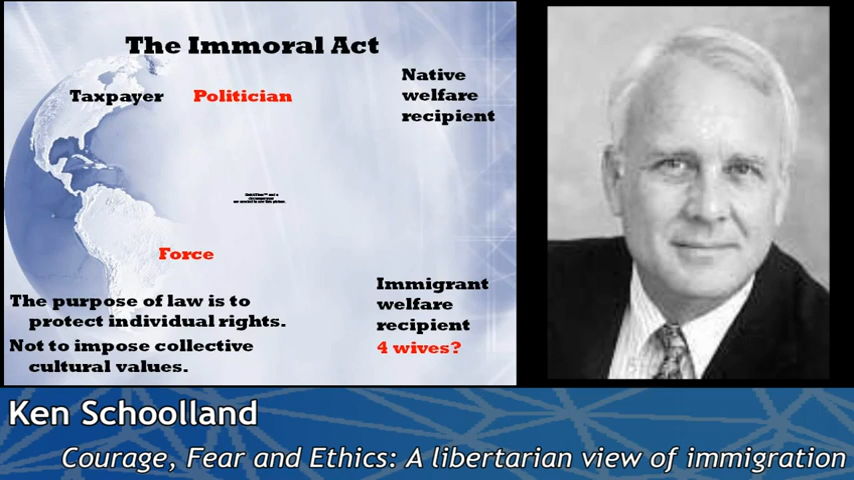 The Immoral Act
Taxpayer Politician
Native
welfare
recipient
Force
The purpose of law is to
protect individual rights.
Not to impose collective
cultural values.
Immigrant
welfare
recipient
4 wives?
Ken Schoolland
Courage, Fear and Ethics: A libertarian view of immigration